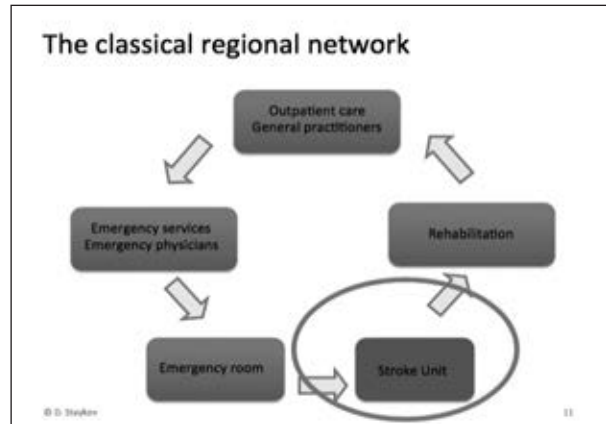 The classical regional network
Outpatient care
General practitioners
Emergency services
Emergency physicians
Rehabilitation
Emergency room
Stroke Unit
© D. Staykov
11